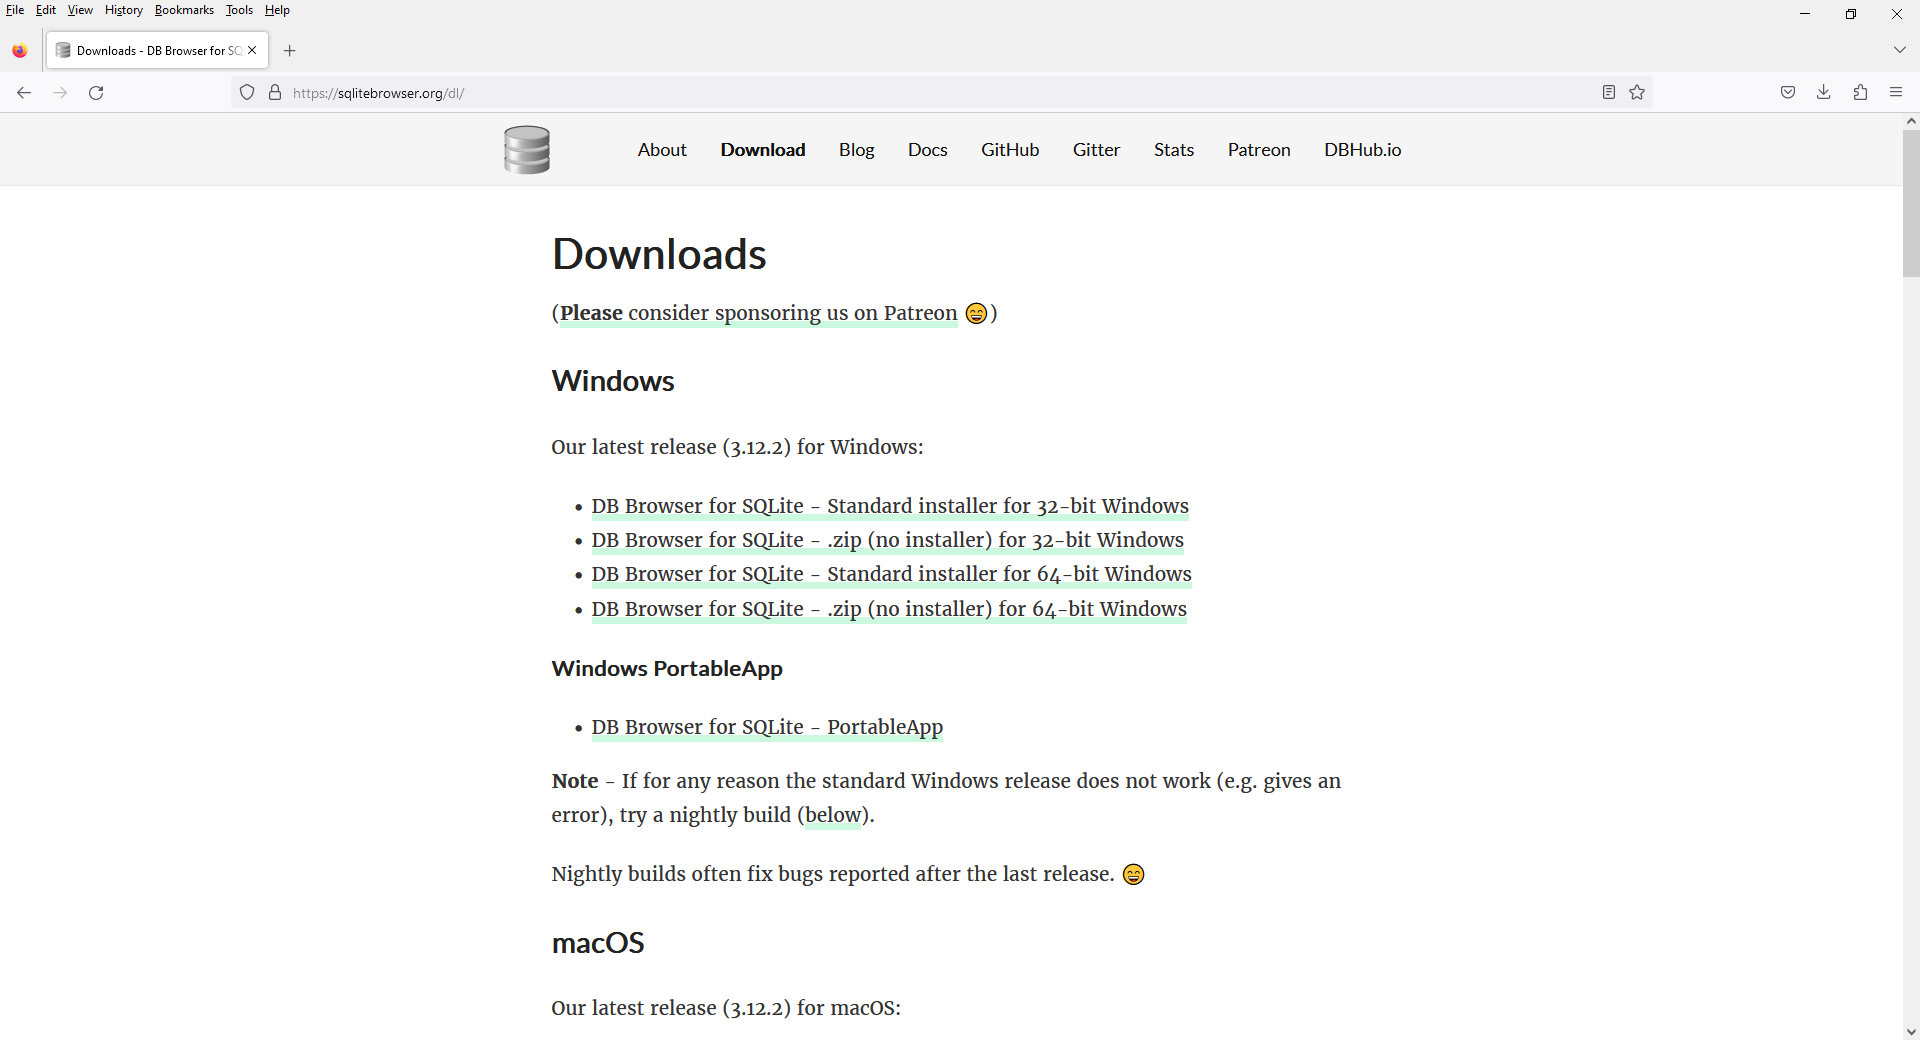 File Edit View History Bookmarks Tools Help
Downloads - DB Browser for SQ
https://sqlitebrowser.org/dl/
About Download Blog Docs GitHub Gitter Stats Patreon DBHub.io
Downloads
(Please consider sponsoring us on Patreon 😄)
Windows
Our latest release (3.12.2) for Windows:
• DB Browser for SQLite - Standard installer for 32-bit Windows
• DB Browser for SQLite - .zip (no installer) for 32-bit Windows
• DB Browser for SQLite - Standard installer for 64-bit Windows
• DB Browser for SQLite - .zip (no installer) for 64-bit Windows
Windows PortableApp
• DB Browser for SQLite - PortableApp
Note - If for any reason the standard Windows release does not work (e.g. gives an
error), try a nightly build (below).
Nightly builds often fix bugs reported after the last release. 😄
macOS
Our latest release (3.12.2) for macOS: